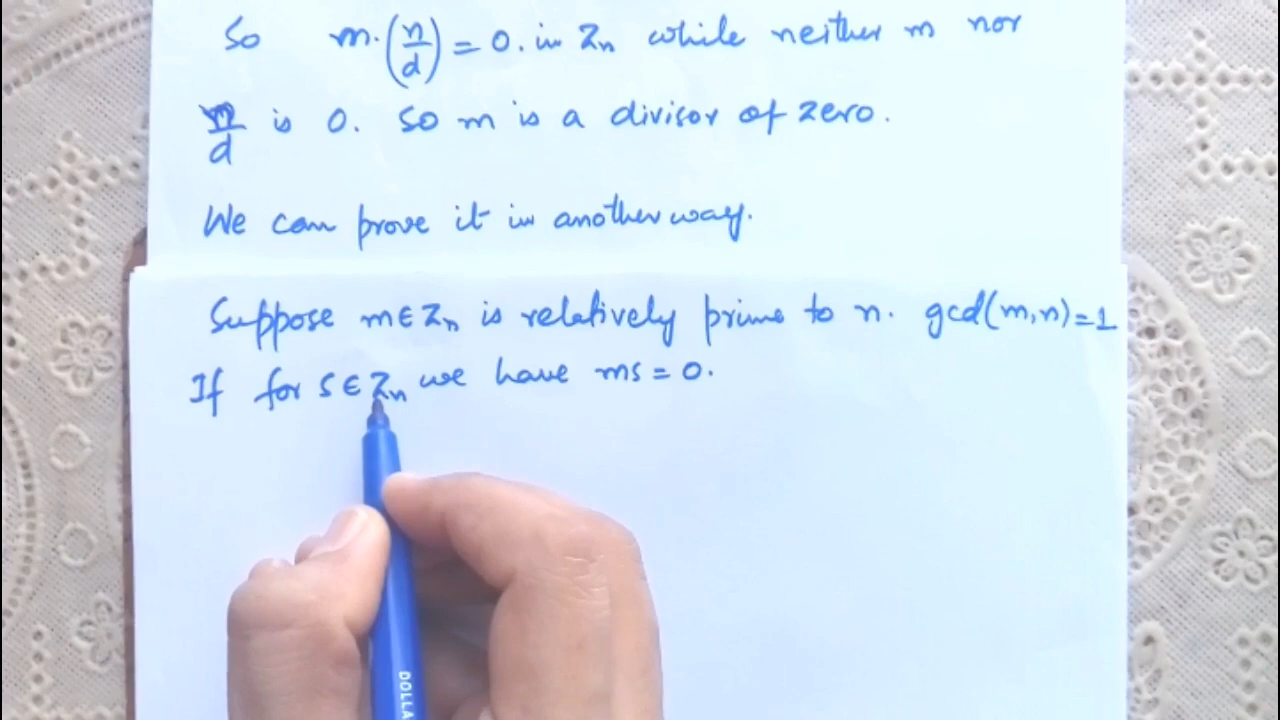 So m.(n/d) = 0. in Zn while neither m nor
n/d is 0. So m is a divisor of zero.
We can prove it in another way.
Suppose m ∈ Zn is relatively prime to n. gcd(m,n)=1
If for s ∈ Zn we have ms = 0.
DOLLA